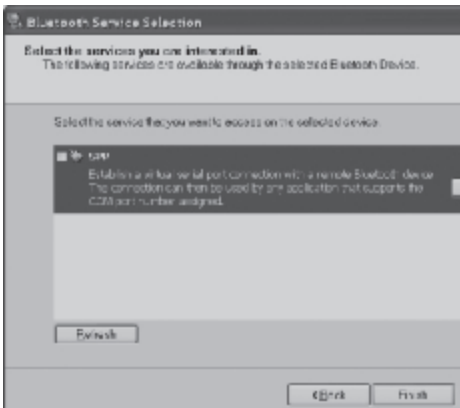 Bluetooth Service Selection
Select the services you are interested in.
The following services are available through the selected Bluetooth Device.
Select the service that you want to access on the selected device.
SPP
Establish a virtual serial port connection with a remote Bluetooth device
The connection can then be used by any application that supports the
COM port number assigned.
Refresh
<Back
Finish